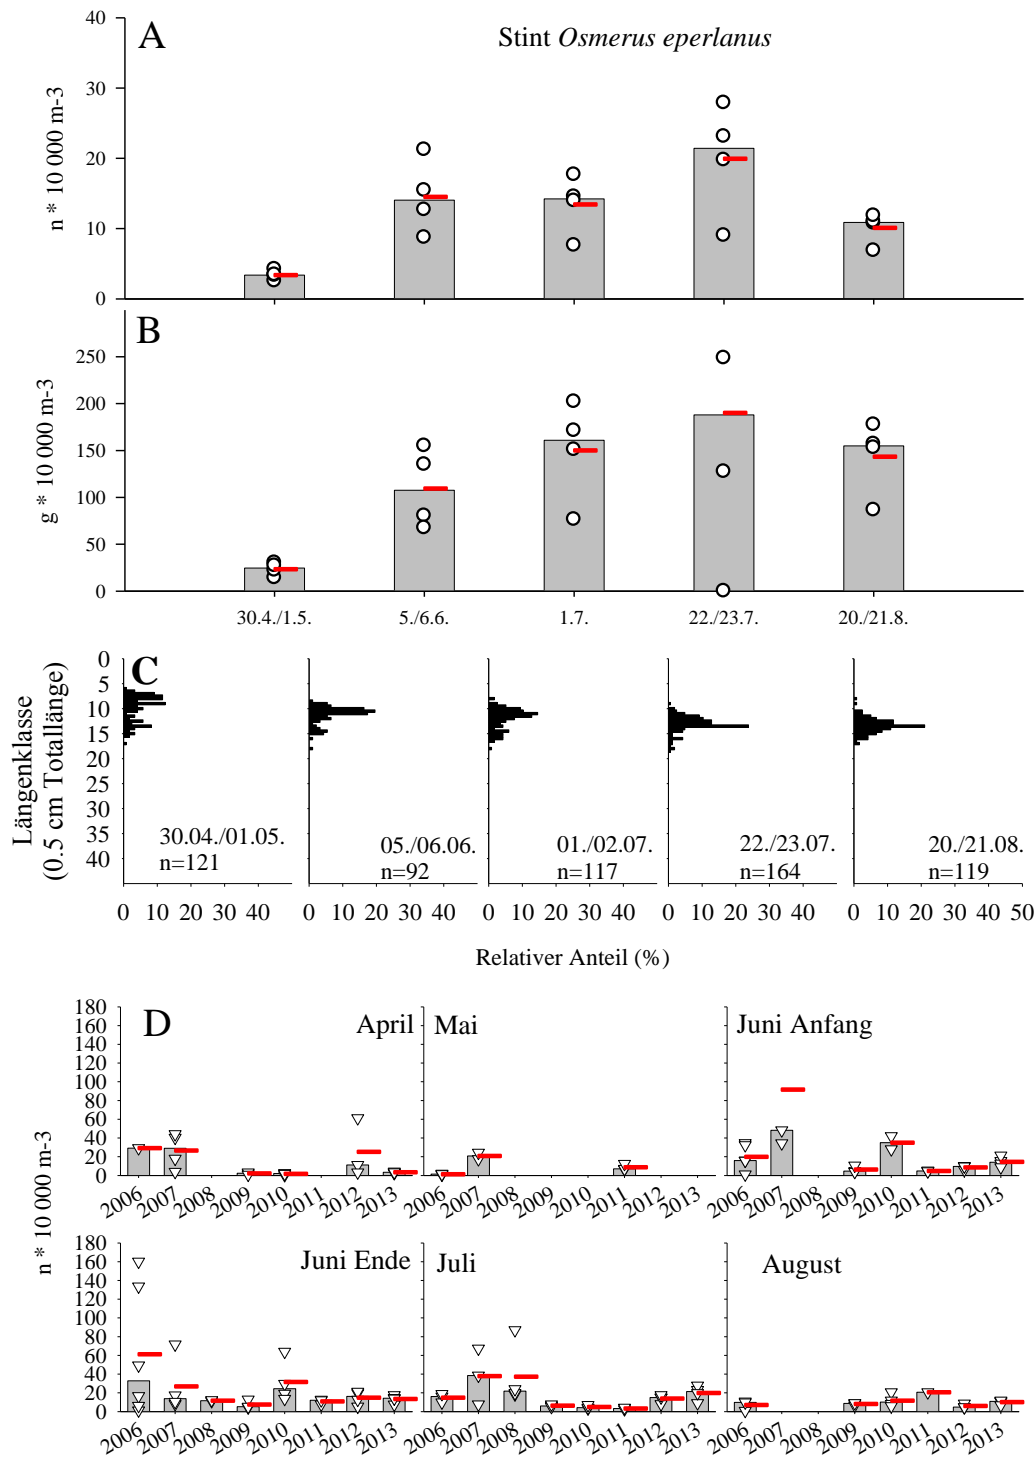 A
Stint Osmerus eperlanus
40
30
20
10
0
n * 10 000 m-3
B
250
200
150
100
50
0
g * 10 000 m-3
30.4./1.5. 5./6.6. 1.7. 22./23.7. 20./21.8.
C
0
5
10
15
20
25
30
35
40
Längenklasse
(0.5 cm Totallänge)
30.04./01.05.
n=121
05./06.06.
n=92
01./02.07.
n=117
22./23.07.
n=164
20./21.08.
n=119
0 10 20 30 40 0 10 20 30 40 0 10 20 30 40 0 10 20 30 40 0 10 20 30 40 50
Relativer Anteil (%)
D
April
Mai
Juni Anfang
180
160
140
120
100
80
60
40
20
0
2006 2007 2008 2009 2010 2011 2012 2013
2006 2007 2008 2009 2010 2011 2012 2013
2006 2007 2008 2009 2010 2011 2012 2013
n * 10 000 m-3
Juni Ende
Juli
August
180
160
140
120
100
80
60
40
20
0
2006 2007 2008 2009 2010 2011 2012 2013
2006 2007 2008 2009 2010 2011 2012 2013
2006 2007 2008 2009 2010 2011 2012 2013